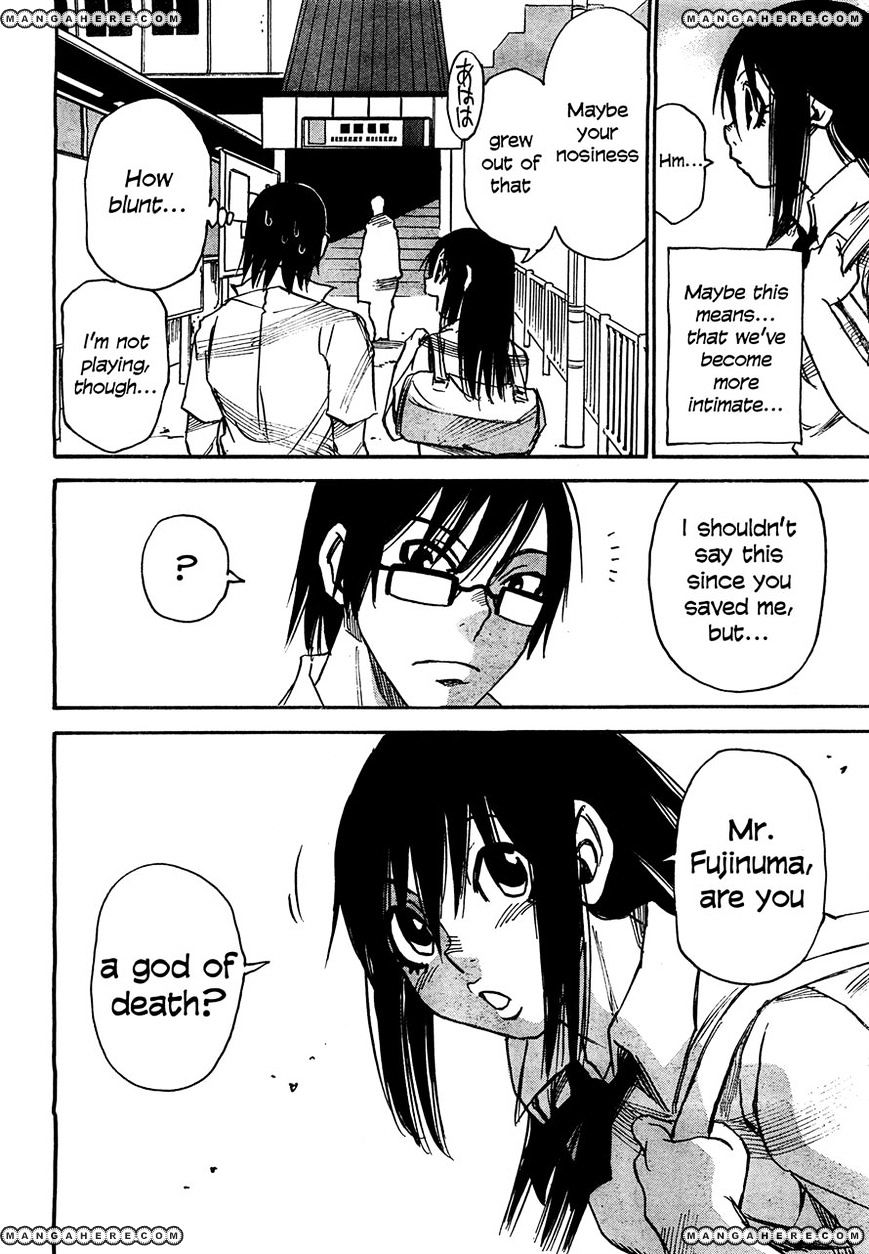 MANGAHERE.COM
MANGAHERE.COM
Hm...
Maybe this
means...
that we've
become
more
intimate...
Maybe
your
nosiness
grew
out of
that
あはは
How
blunt...
I'm not
playing,
though...
I shouldn't
say this
since you
saved me,
but...
?
Mr.
Fujinuma,
are you
a god of
death?
MANGAHERE.COM
MANGAHERE.COM